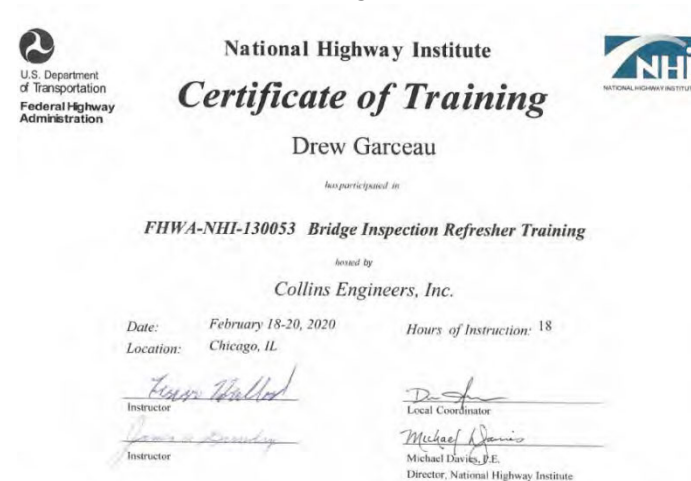 U.S. Department
of Transportation
Federal Highway
Administration
National Highway Institute
NHI
NATIONAL HIGHWAY INSTITUTE
Certificate of Training
Drew Garceau
has participated in
FHWA-NHI-130053 Bridge Inspection Refresher Training
hosted by
Collins Engineers, Inc.
Date: February 18-20, 2020
Location: Chicago, IL
Hours of Instruction: 18
Instructor
Local Coordinator
Instructor
Michael Davies
Michael Davies, P.E.
Director, National Highway Institute